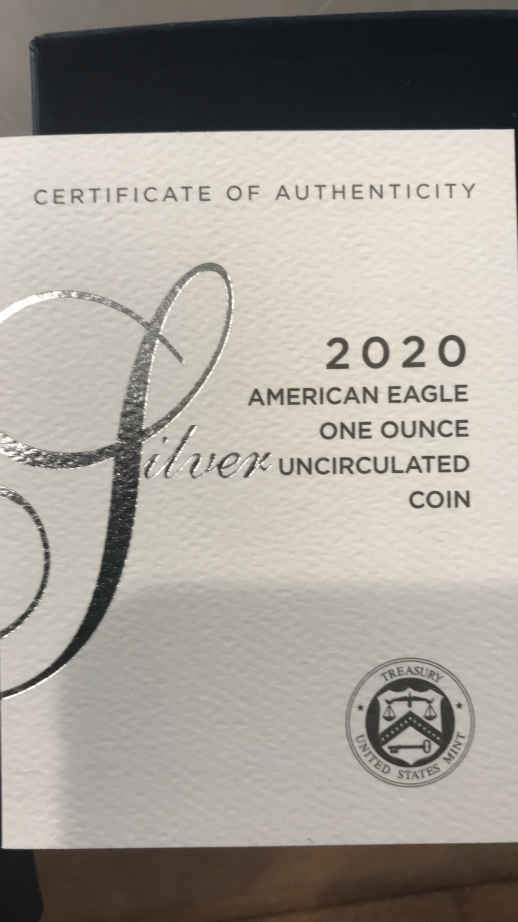 CERTIFICATE OF AUTHENTICITY
2020
AMERICAN EAGLE
ONE OUNCE
Silver UNCIRCULATED
COIN
TREASURY
UNITED STATES MINT